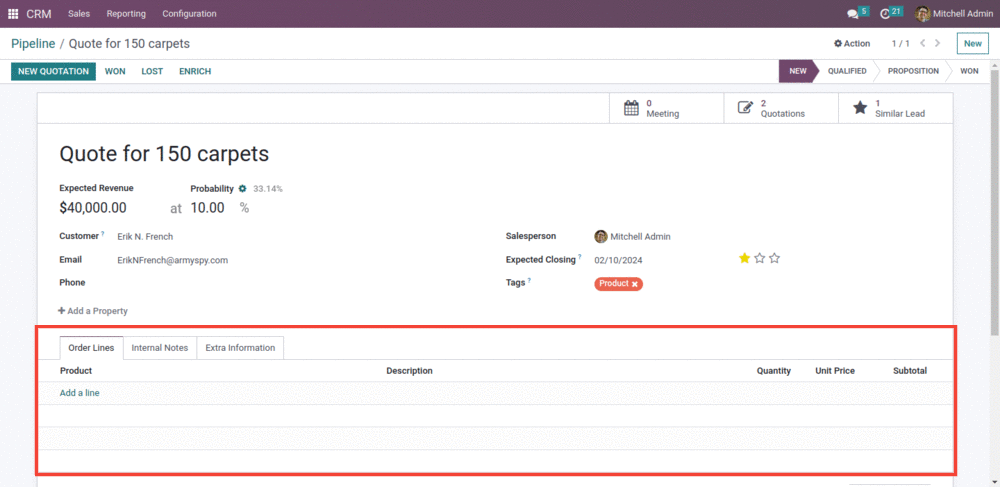 CRM Sales Reporting Configuration 5 21 Mitchell Admin
Pipeline / Quote for 150 carpets Action 1 / 1 New
NEW QUOTATION WON LOST ENRICH NEW QUALIFIED PROPOSITION WON
0 Meeting
2 Quotations
1 Similar Lead
Quote for 150 carpets
Expected Revenue Probability 33.14%
$40,000.00 at 10.00 %
Customer ? Erik N. French Salesperson Mitchell Admin
Email ErikNFrench@armyspy.com Expected Closing ? 02/10/2024
Phone Tags ? Product
Add a Property
Order Lines Internal Notes Extra Information
Product Description Quantity Unit Price Subtotal
Add a line